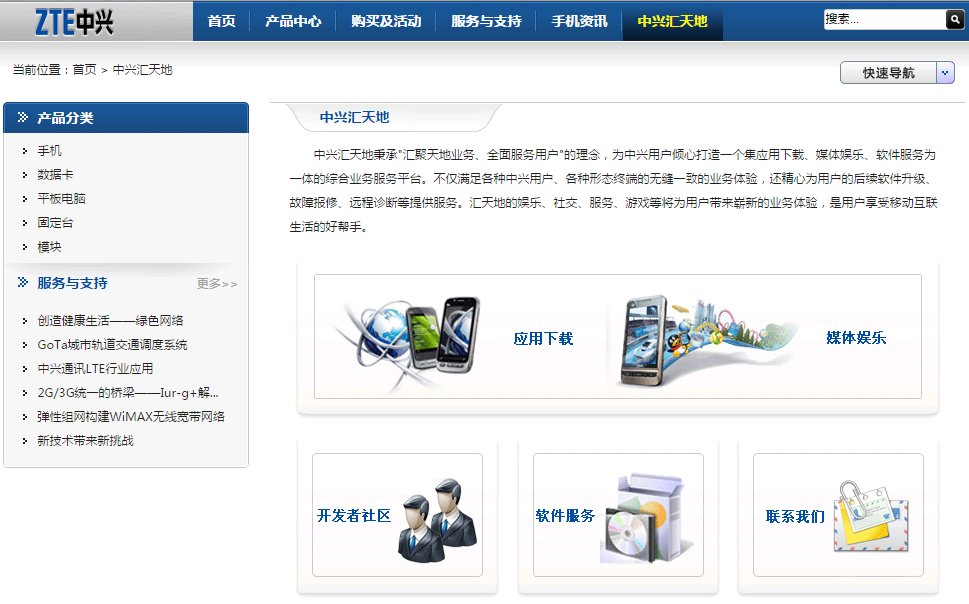 ZTE中兴
首页 产品中心 购买及活动 服务与支持 手机资讯 中兴汇天地
搜索...
当前位置：首页 > 中兴汇天地
快速导航
产品分类
手机
数据卡
平板电脑
固定台
模块
服务与支持 更多>>
创造健康生活——绿色网络
GoTa城市轨道交通调度系统
中兴通讯LTE行业应用
2G/3G统一的桥梁——Iur-g+解...
弹性组网构建WiMAX无线宽带网络
新技术带来新挑战
中兴汇天地
中兴汇天地秉承"汇聚天地业务、全面服务用户"的理念，为中兴用户倾心打造一个集应用下载、媒体娱乐、软件服务为
一体的综合业务服务平台。不仅满足各种中兴用户、各种形态终端的无缝一致的业务体验，还精心为用户的后续软件升级、
故障报修、远程诊断等提供服务。汇天地的娱乐、社交、服务、游戏等将为用户带来崭新的业务体验，是用户享受移动互联
生活的好帮手。
应用下载
媒体娱乐
开发者社区
软件服务
联系我们